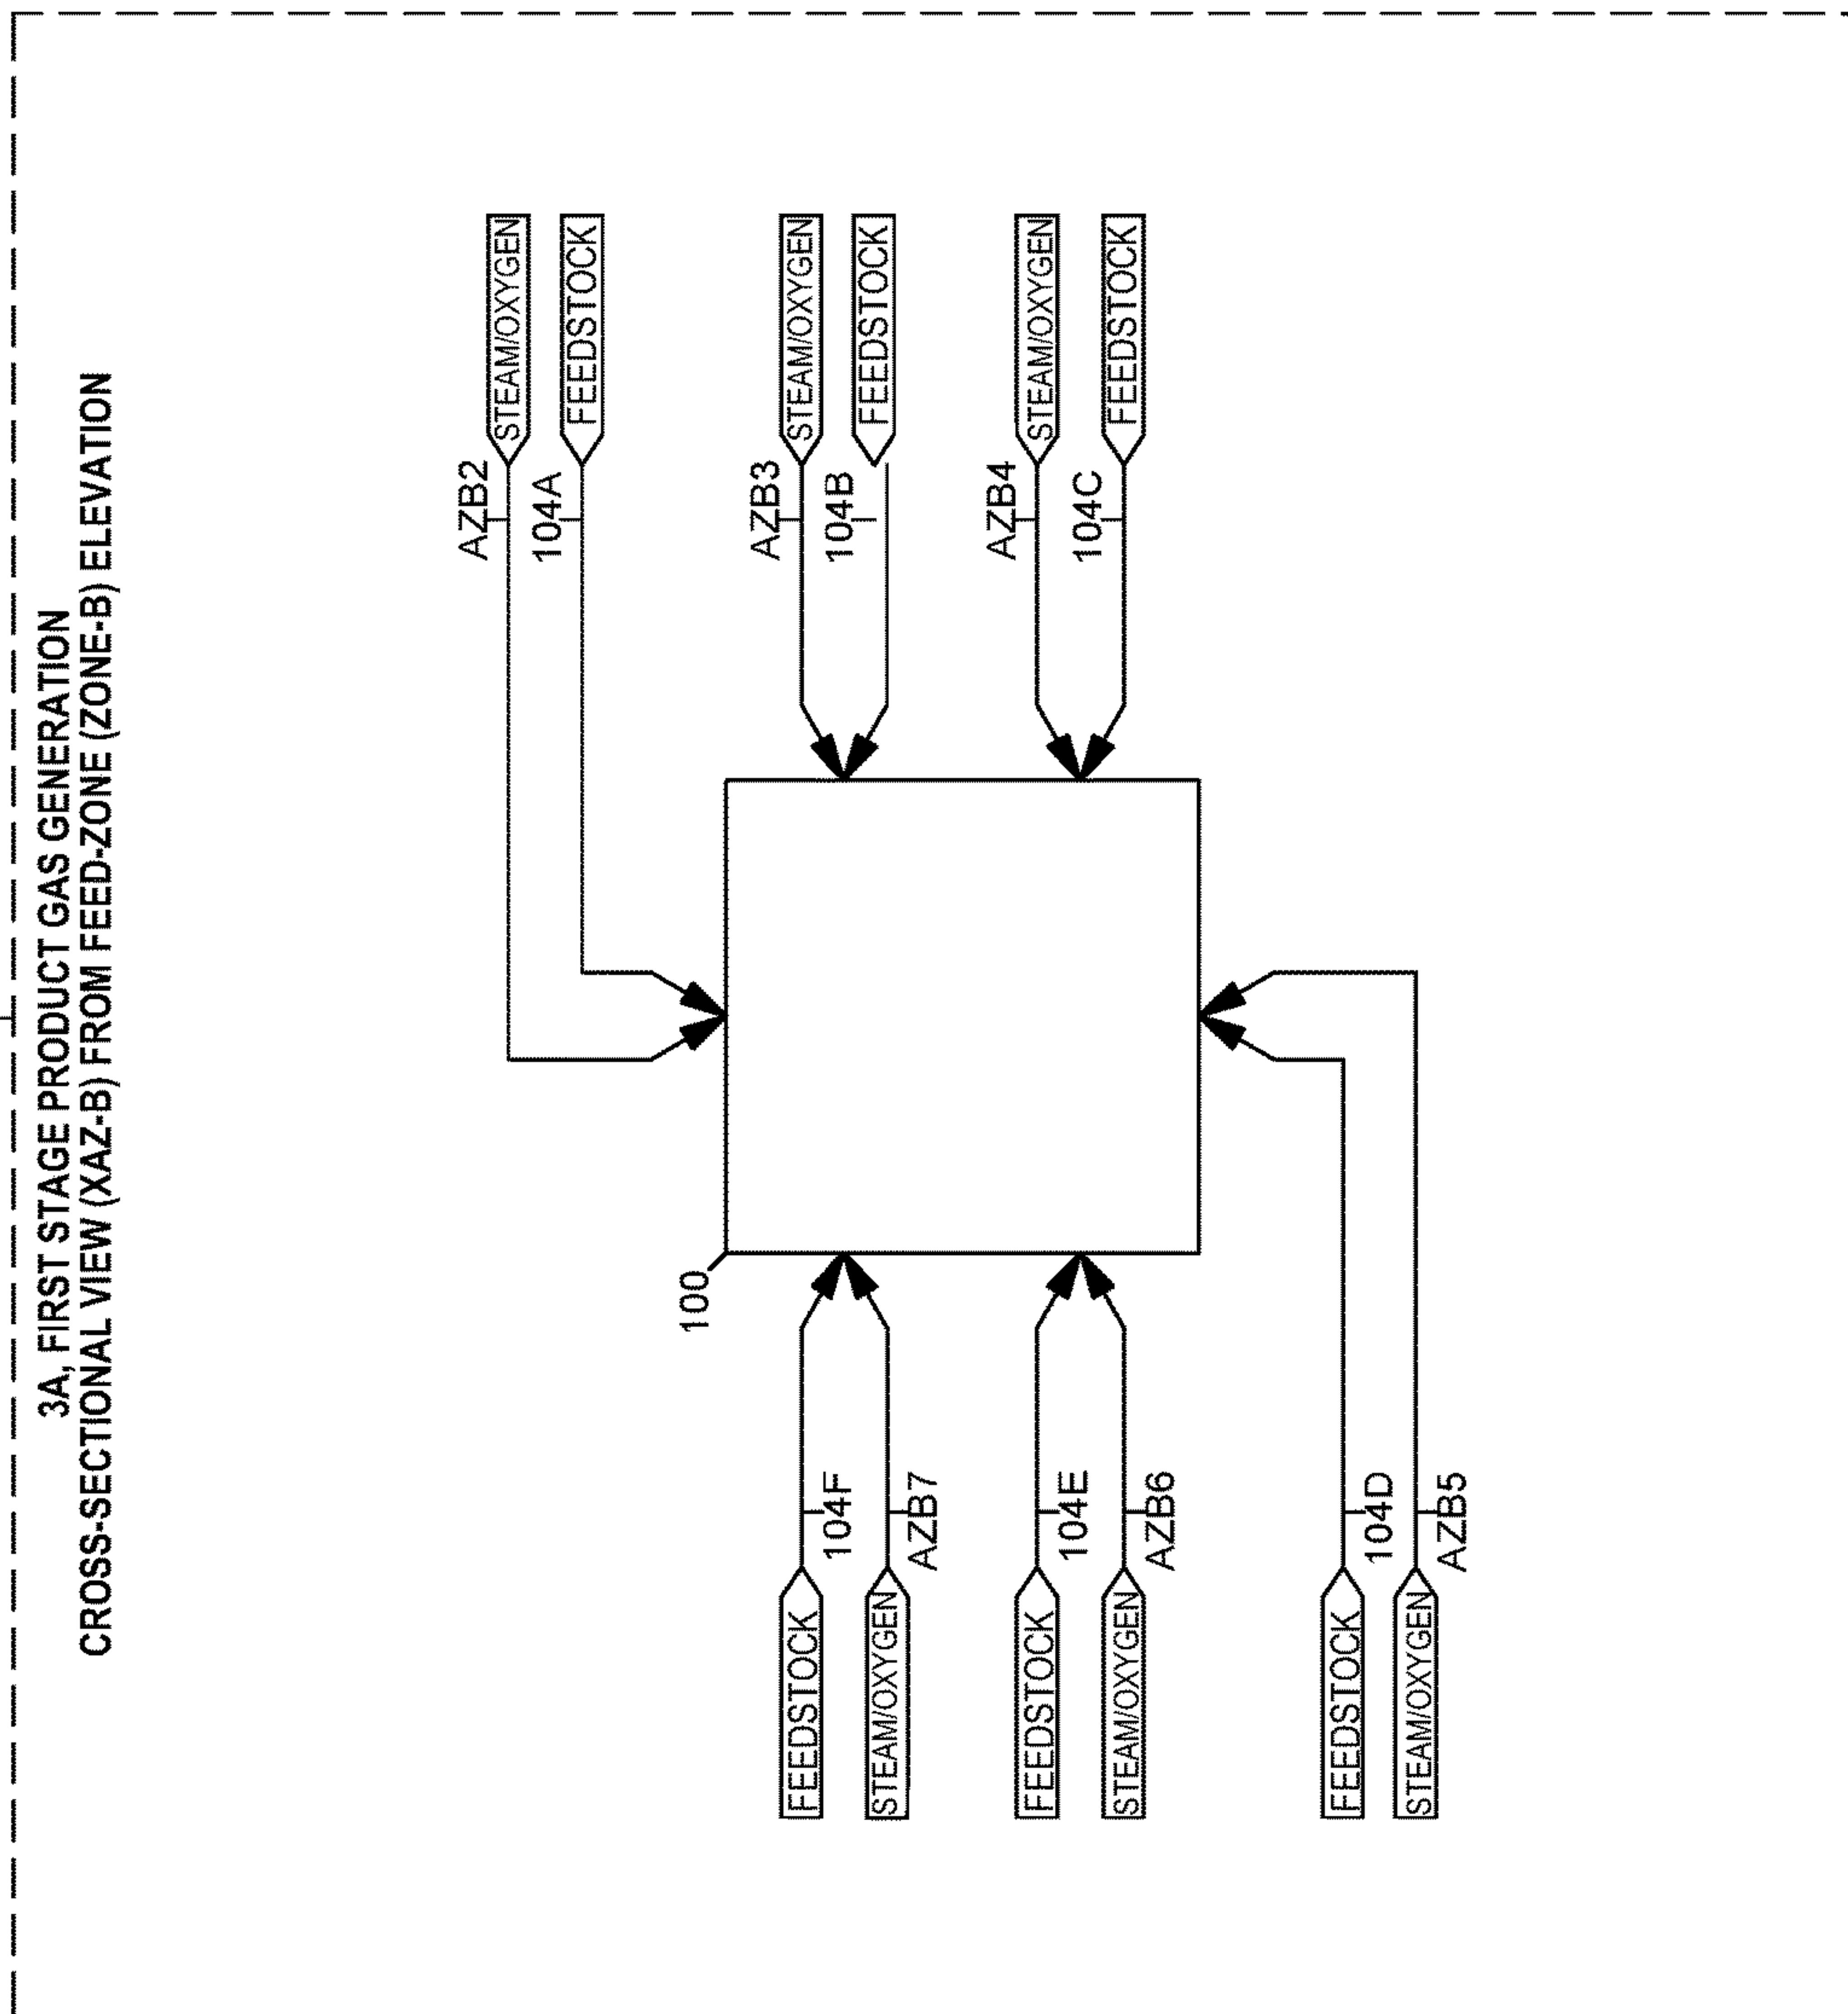 3A, FIRST STAGE PRODUCT GAS GENERATION
CROSS-SECTIONAL VIEW (XAZ-B) FROM FEED-ZONE (ZONE-B) ELEVATION
AZB2
STEAM/OXYGEN
104A
FEEDSTOCK
100
AZB3
FEEDSTOCK
STEAM/OXYGEN
104F
104B
STEAM/OXYGEN
FEEDSTOCK
AZB7
AZB4
FEEDSTOCK
STEAM/OXYGEN
104E
104C
STEAM/OXYGEN
FEEDSTOCK
AZB6
FEEDSTOCK
104D
STEAM/OXYGEN
AZB5